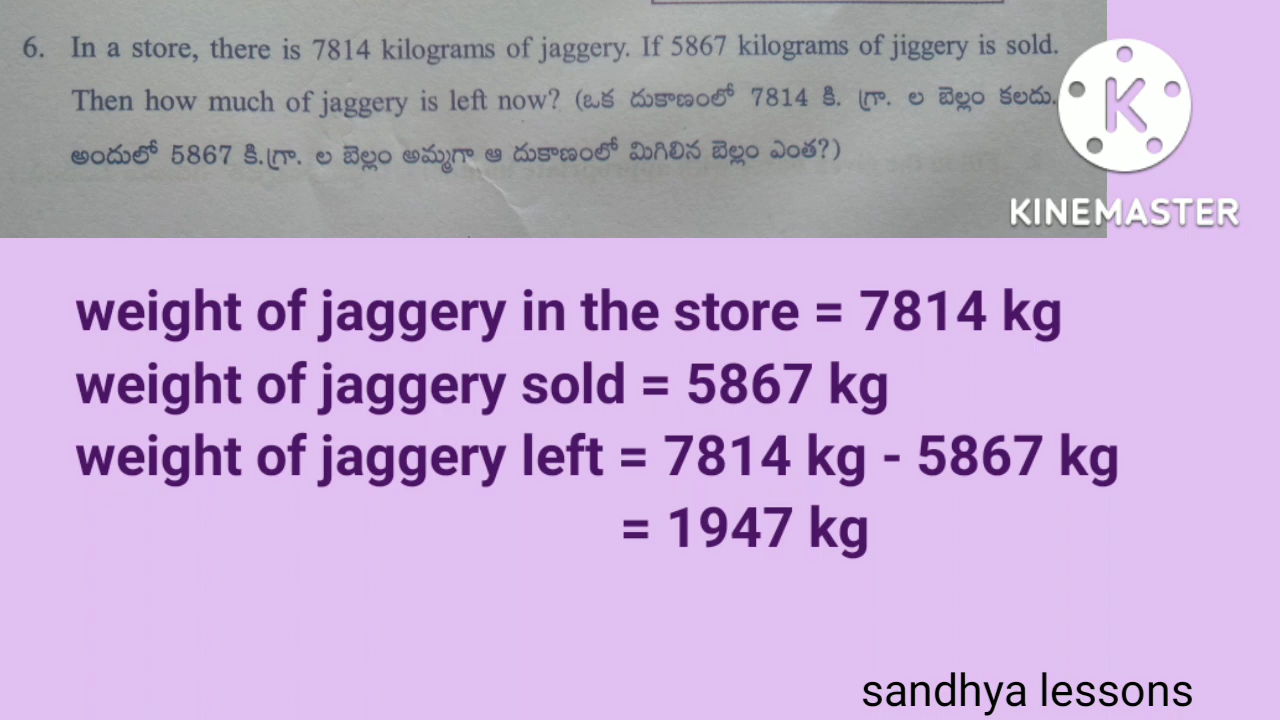 6. In a store, there is 7814 kilograms of jaggery. If 5867 kilograms of jiggery is sold.
Then how much of jaggery is left now? (ఒక దుకాణంలో 7814 కి. గ్రా. ల బెల్లం కలదు.
అందులో 5867 కి.గ్రా. ల బెల్లం అమ్మగా ఆ దుకాణంలో మిగిలిన బెల్లం ఎంత?)
K
KINEMASTER
weight of jaggery in the store = 7814 kg
weight of jaggery sold = 5867 kg
weight of jaggery left = 7814 kg - 5867 kg
= 1947 kg
sandhya lessons